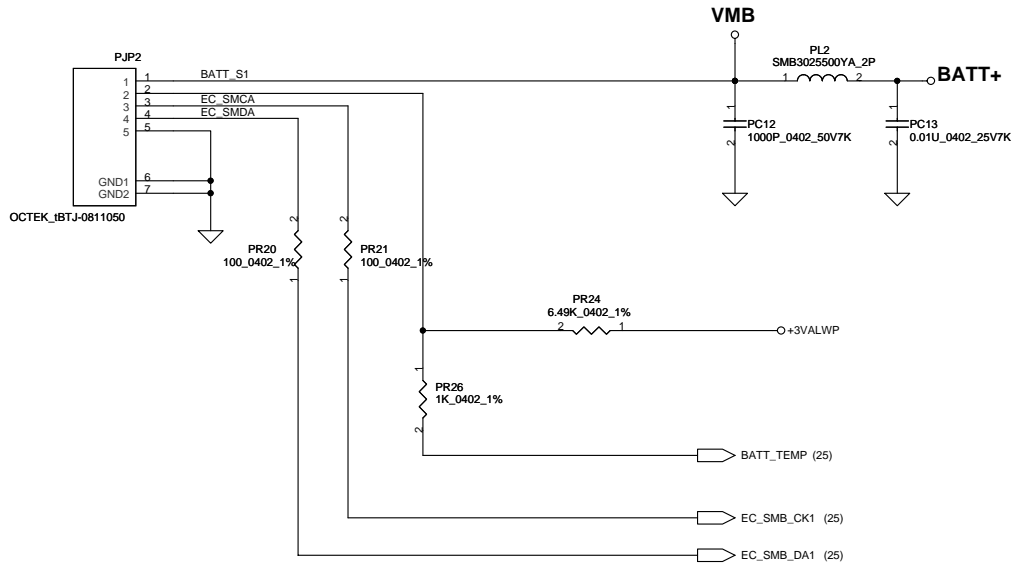 VMB
PJP2
PL2
SMB3025500YA_2P
1
1
BATT_S1
1
2
BATT+
2
2
3
3
EC_SMCA
4
4
EC_SMDA
5
5
1
2
PC12
1000P_0402_50V7K
1
2
PC13
0.01U_0402_25V7K
GND1
6
GND2
7
OCTEK_tBTJ-0811050
2
2
PR20
100_0402_1%
PR21
100_0402_1%
1
1
PR24
6.49K_0402_1%
2
1
+3VALWP
1
PR26
1K_0402_1%
2
BATT_TEMP (25)
EC_SMB_CK1 (25)
EC_SMB_DA1 (25)